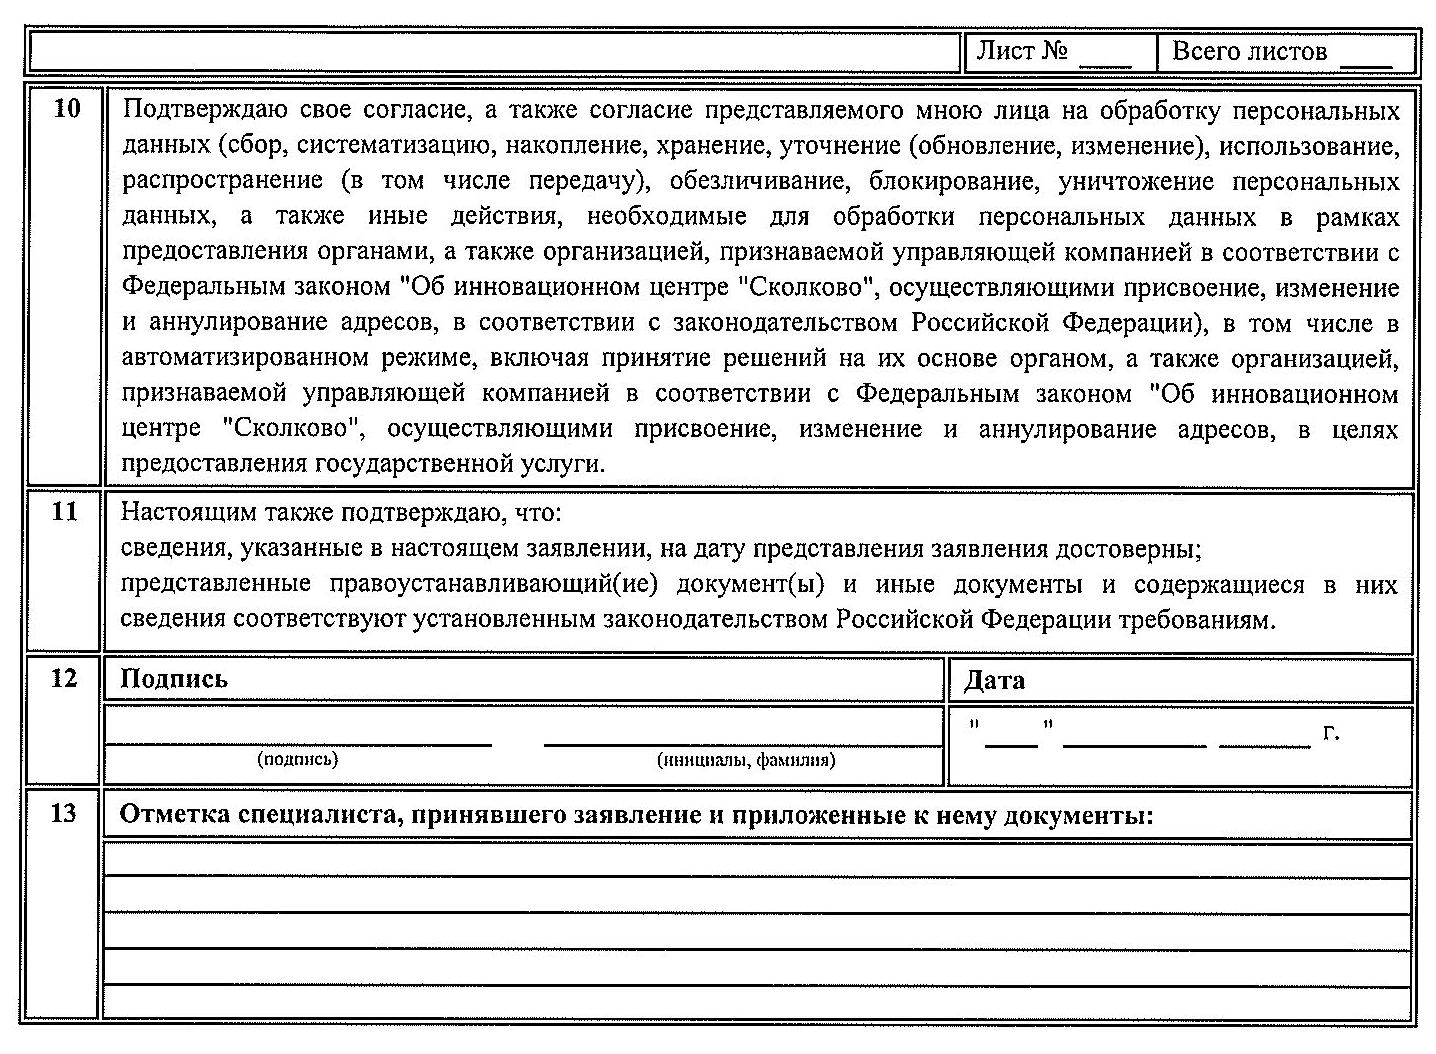 Лист № ____ Всего листов ____
10 Подтверждаю свое согласие, а также согласие представляемого мною лица на обработку персональных
данных (сбор, систематизацию, накопление, хранение, уточнение (обновление, изменение), использование,
распространение (в том числе передачу), обезличивание, блокирование, уничтожение персональных
данных, а также иные действия, необходимые для обработки персональных данных в рамках
предоставления органами, а также организацией, признаваемой управляющей компанией в соответствии с
Федеральным законом "Об инновационном центре "Сколково", осуществляющими присвоение, изменение
и аннулирование адресов, в соответствии с законодательством Российской Федерации), в том числе в
автоматизированном режиме, включая принятие решений на их основе органом, а также организацией,
признаваемой управляющей компанией в соответствии с Федеральным законом "Об инновационном
центре "Сколково", осуществляющими присвоение, изменение и аннулирование адресов, в целях
предоставления государственной услуги.
11 Настоящим также подтверждаю, что:
сведения, указанные в настоящем заявлении, на дату представления заявления достоверны;
представленные правоустанавливающий(ие) документ(ы) и иные документы и содержащиеся в них
сведения соответствуют установленным законодательством Российской Федерации требованиям.
12 Подпись Дата
"____" ___________ _______ г.
(подпись) (инициалы, фамилия)
13 Отметка специалиста, принявшего заявление и приложенные к нему документы: